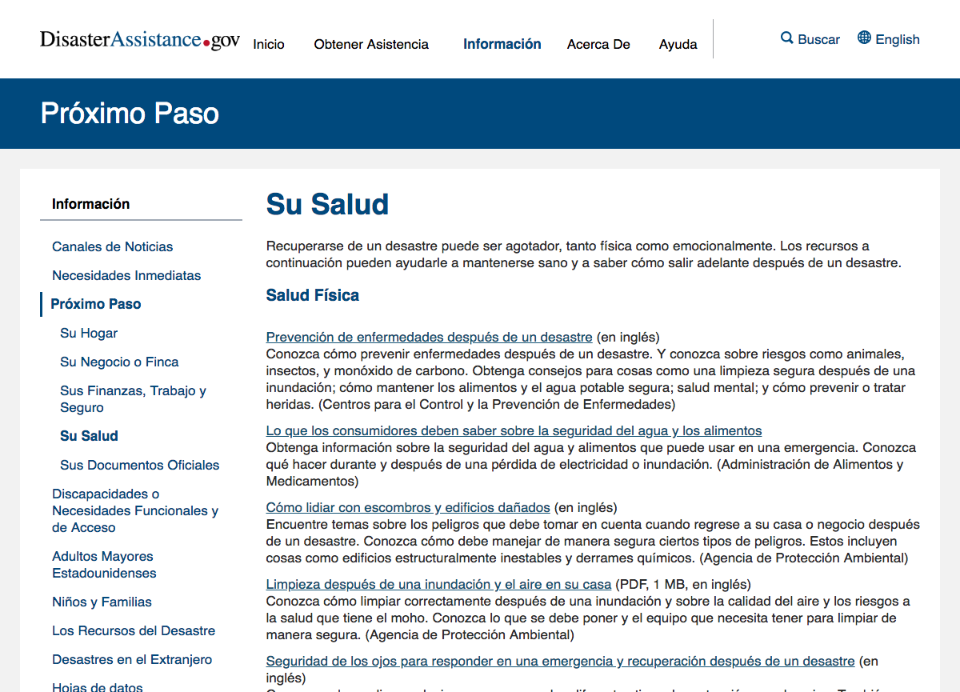 DisasterAssistance.gov
Inicio
Obtener Asistencia
Información
Acerca De
Ayuda
Buscar
English
Próximo Paso
Información
Canales de Noticias
Necesidades Inmediatas
Próximo Paso
Su Hogar
Su Negocio o Finca
Sus Finanzas, Trabajo y
Seguro
Su Salud
Sus Documentos Oficiales
Discapacidades o
Necesidades Funcionales y
de Acceso
Adultos Mayores
Estadounidenses
Niños y Familias
Los Recursos del Desastre
Desastres en el Extranjero
Hojas de datos
Su Salud
Recuperarse de un desastre puede ser agotador, tanto física como emocionalmente. Los recursos a
continuación pueden ayudarle a mantenerse sano y a saber cómo salir adelante después de un desastre.
Salud Física
Prevención de enfermedades después de un desastre (en inglés)
Conozca cómo prevenir enfermedades después de un desastre. Y conozca sobre riesgos como animales,
insectos, y monóxido de carbono. Obtenga consejos para cosas como una limpieza segura después de una
inundación; cómo mantener los alimentos y el agua potable segura; salud mental; y cómo prevenir o tratar
heridas. (Centros para el Control y la Prevención de Enfermedades)
Lo que los consumidores deben saber sobre la seguridad del agua y los alimentos
Obtenga información sobre la seguridad del agua y alimentos que puede usar en una emergencia. Conozca
qué hacer durante y después de una pérdida de electricidad o inundación. (Administración de Alimentos y
Medicamentos)
Cómo lidiar con escombros y edificios dañados (en inglés)
Encuentre temas sobre los peligros que debe tomar en cuenta cuando regrese a su casa o negocio después
de un desastre. Conozca cómo debe manejar de manera segura ciertos tipos de peligros. Estos incluyen
cosas como edificios estructuralmente inestables y derrames químicos. (Agencia de Protección Ambiental)
Limpieza después de una inundación y el aire en su casa (PDF, 1 MB, en inglés)
Conozca cómo limpiar correctamente después de una inundación y sobre la calidad del aire y los riesgos a
la salud que tiene el moho. Conozca lo que se debe poner y el equipo que necesita tener para limpiar de
manera segura. (Agencia de Protección Ambiental)
Seguridad de los ojos para responder en una emergencia y recuperación después de un desastre (en
inglés)